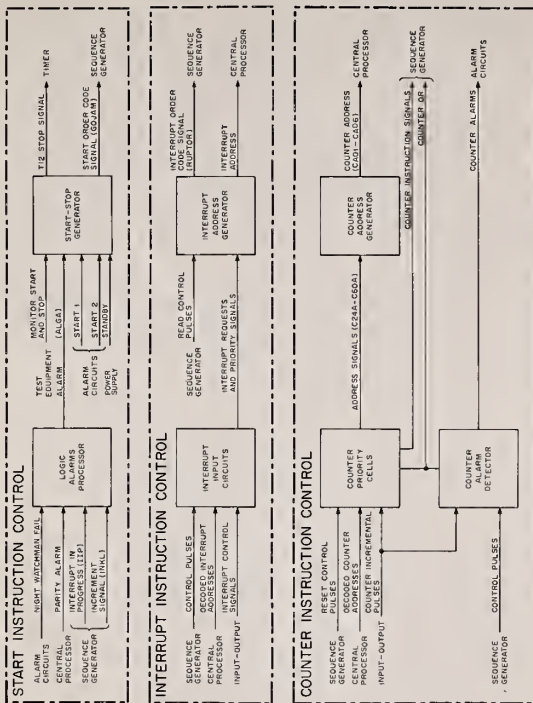 START INSTRUCTION CONTROL
ALARM
CIRCUITS
NIGHT WATCHMAN FAIL
CENTRAL
PROCESSOR
PARITY ALARM
SEQUENCE
GENERATOR
INTERRUPT IN
PROGRESS (IIP)
INCREMENT
SIGNAL (INKL)
LOGIC
ALARMS
PROCESSOR
TEST
EQUIPMENT
MONITOR START
AND STOP
ALARM
(ALGA)
ALARM
CIRCUITS
START 1
START 2
POWER
SUPPLY
STANDBY
START-STOP
GENERATOR
T12 STOP SIGNAL
TIMER
START ORDER CODE
SIGNAL (GOJAM)
SEQUENCE
GENERATOR
INTERRUPT INSTRUCTION CONTROL
SEQUENCE
GENERATOR
CONTROL PULSES
CENTRAL
PROCESSOR
DECODED INTERRUPT
ADDRESSES
INPUT-OUTPUT
INTERRUPT CONTROL
SIGNALS
INTERRUPT
INPUT
CIRCUITS
SEQUENCE
GENERATOR
READ CONTROL
PULSES
INTERRUPT REQUESTS
AND PRIORITY SIGNALS
INTERRUPT
ADDRESS
GENERATOR
INTERRUPT ORDER
CODE SIGNAL
(RUPTOR)
SEQUENCE
GENERATOR
INTERRUPT
ADDRESS
CENTRAL
PROCESSOR
COUNTER INSTRUCTION CONTROL
SEQUENCE
GENERATOR
RESET CONTROL
PULSES
CENTRAL
PROCESSOR
DECODED COUNTER
ADDRESSES
INPUT-OUTPUT
COUNTER INCREMENTAL
PULSES
COUNTER
PRIORITY
CELLS
ADDRESS SIGNALS (C24A-C60A)
COUNTER
ADDRESS
GENERATOR
COUNTER ADDRESS
(CA01-CA06)
CENTRAL
PROCESSOR
COUNTER INSTRUCTION SIGNALS
COUNTER OR
SEQUENCE
GENERATOR
SEQUENCE
GENERATOR
CONTROL PULSES
COUNTER
ALARM
DETECTOR
COUNTER ALARMS
ALARM
CIRCUITS